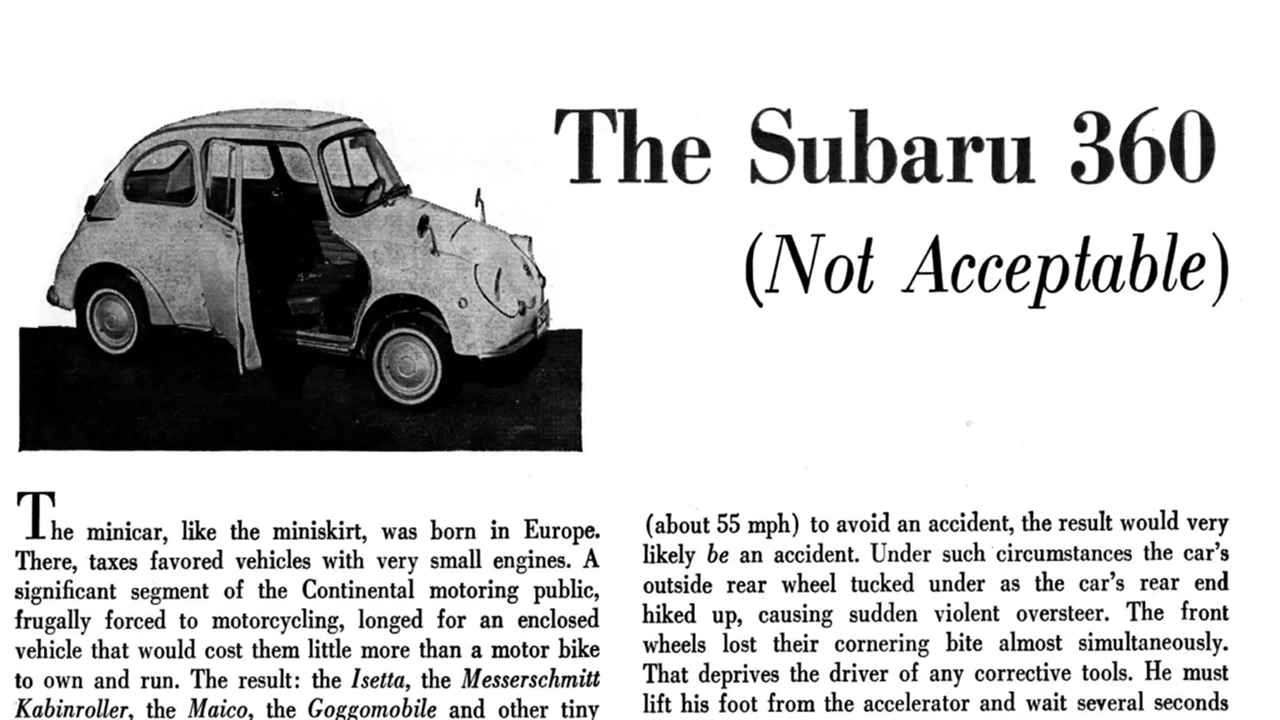 The Subaru 360
(Not Acceptable)
The minicar, like the miniskirt, was born in Europe.
There, taxes favored vehicles with very small engines. A
significant segment of the Continental motoring public,
frugally forced to motorcycling, longed for an enclosed
vehicle that would cost them little more than a motor bike
to own and run. The result: the Isetta, the Messerschmitt
Kabinroller, the Maico, the Goggomobile and other tiny
(about 55 mph) to avoid an accident, the result would very
likely be an accident. Under such circumstances the car's
outside rear wheel tucked under as the car's rear end
hiked up, causing sudden violent oversteer. The front
wheels lost their cornering bite almost simultaneously.
That deprives the driver of any corrective tools. He must
lift his foot from the accelerator and wait several seconds